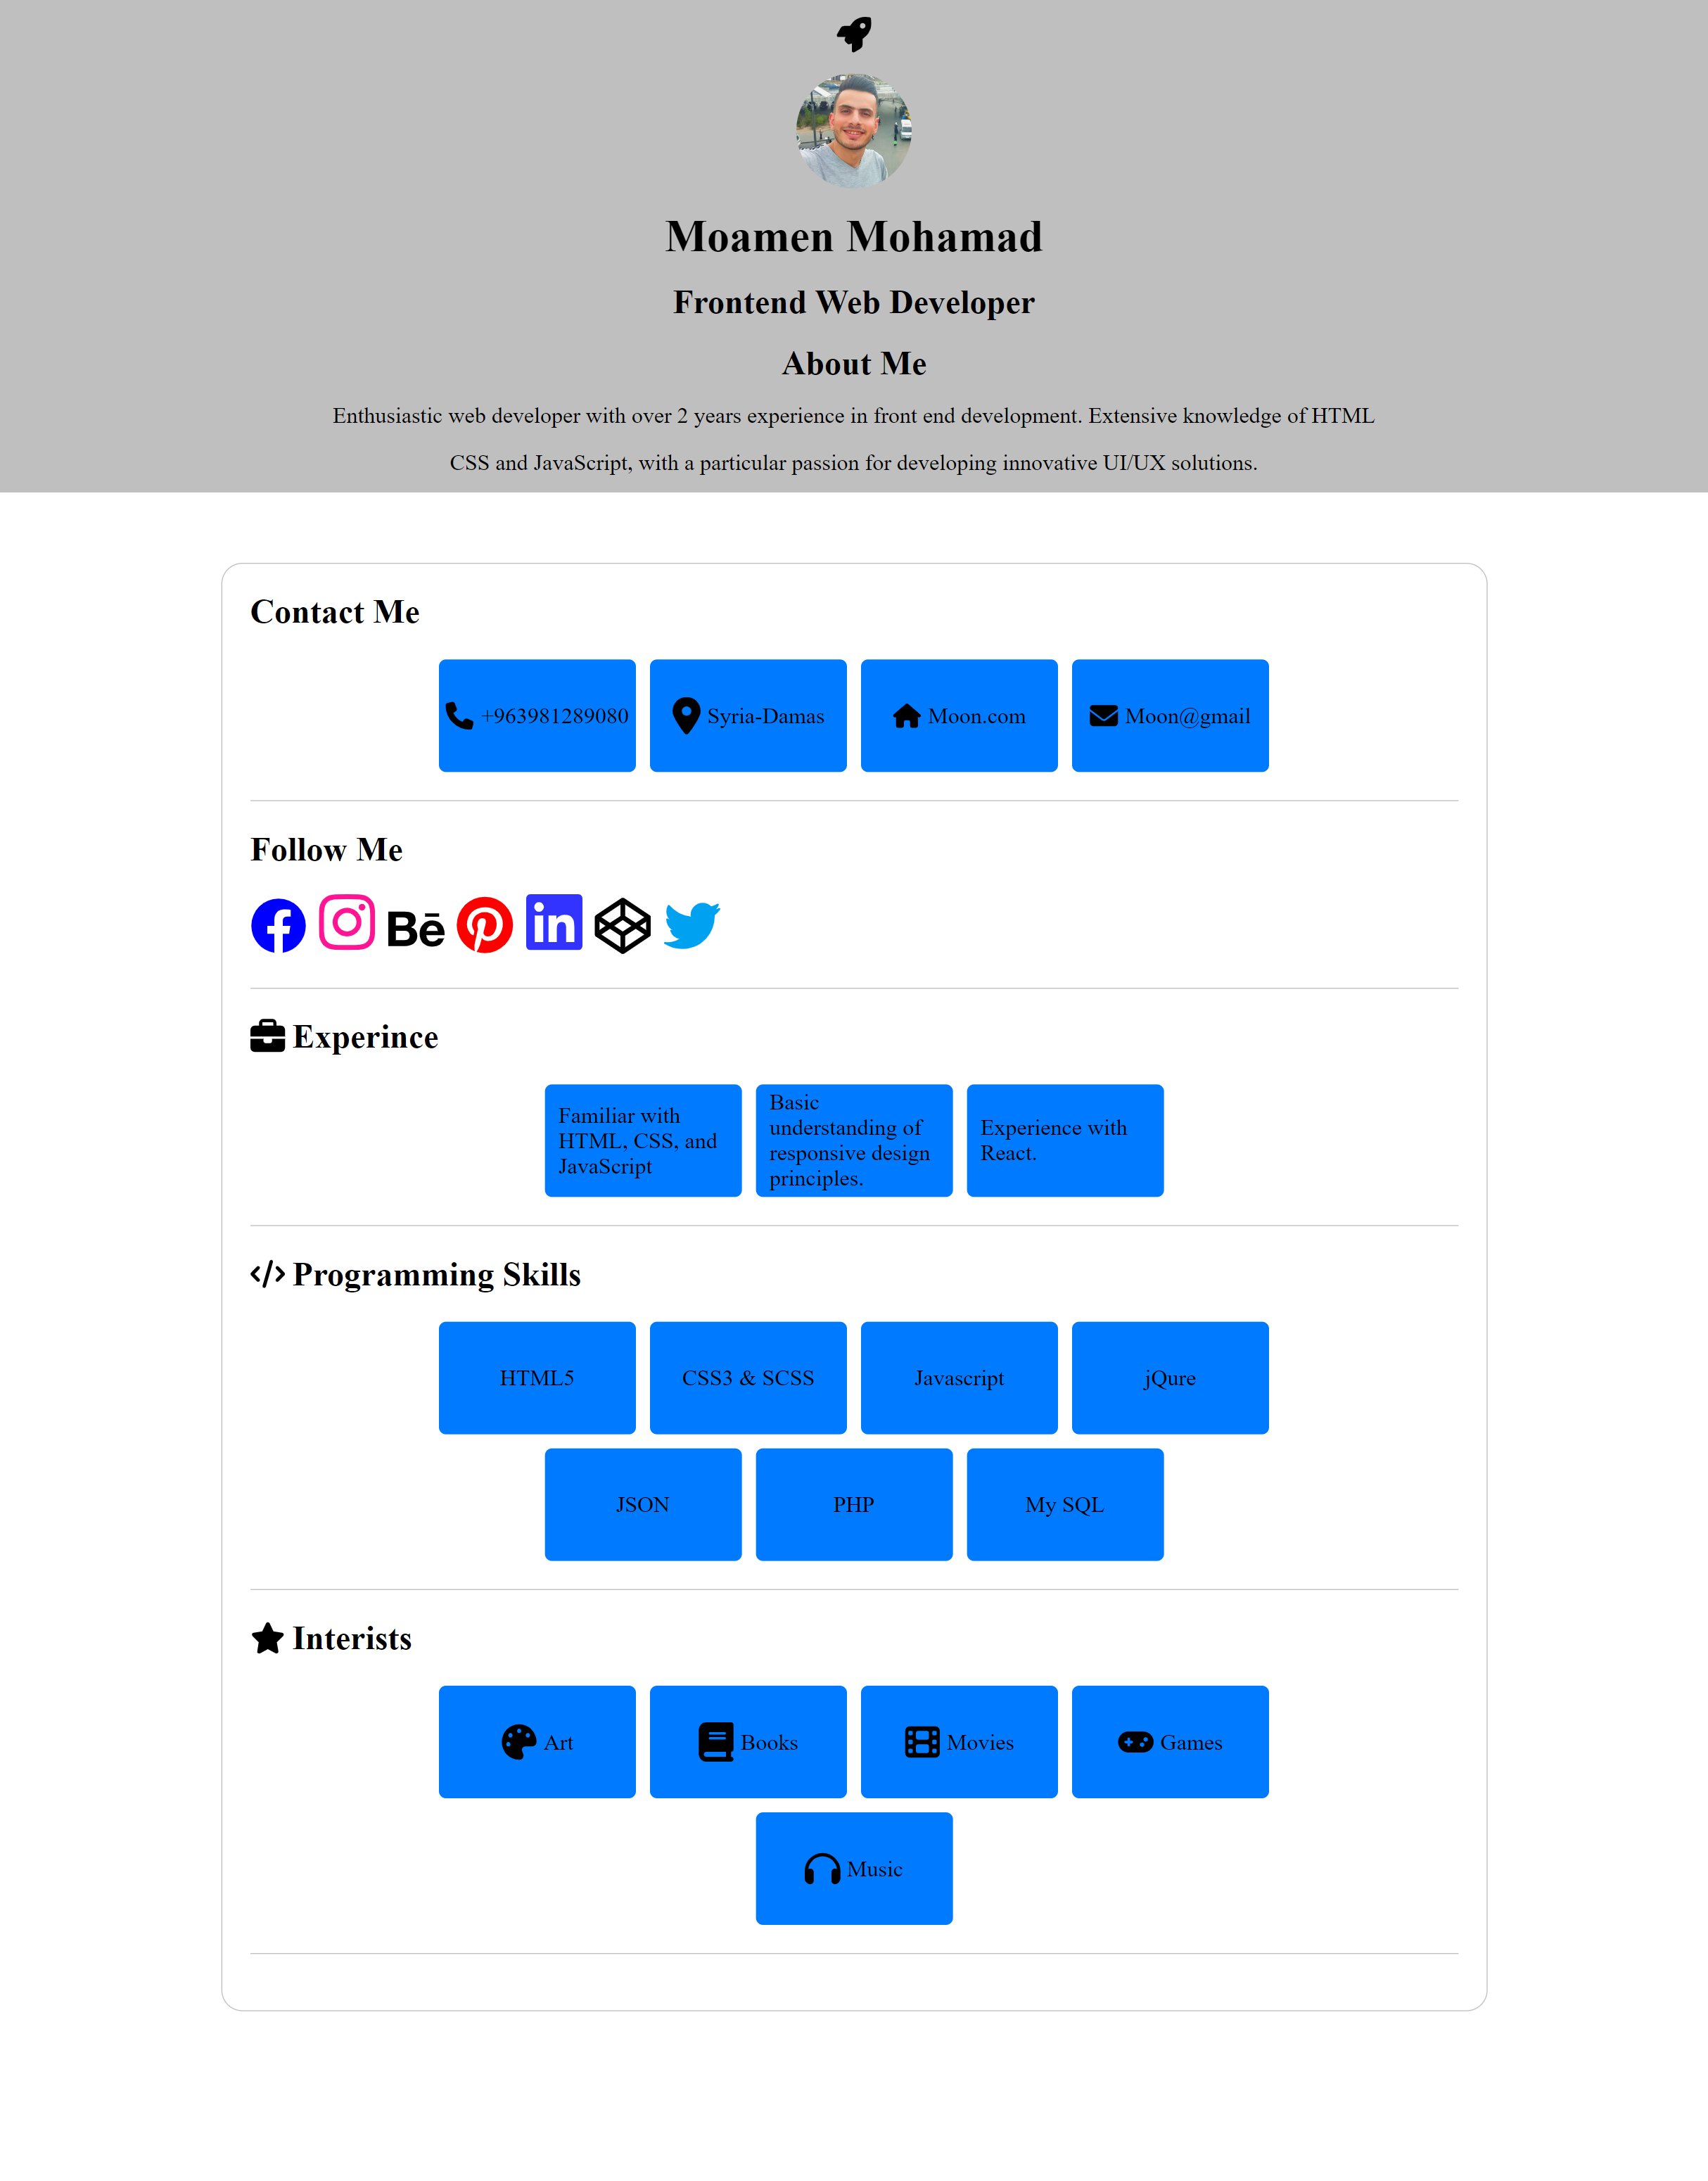 Moamen Mohamad
Frontend Web Developer
About Me
Enthusiastic web developer with over 2 years experience in front end development. Extensive knowledge of HTML
CSS and JavaScript, with a particular passion for developing innovative UI/UX solutions.
Contact Me
+963981289080
Syria-Damas
Moon.com
Moon@gmail
Follow Me
Bē
in
Experince
Familiar with
HTML, CSS, and
JavaScript
Basic
understanding of
responsive design
principles.
Experience with
React.
Programming Skills
HTML5
CSS3 & SCSS
Javascript
jQure
JSON
PHP
My SQL
Interists
Art
Books
Movies
Games
Music